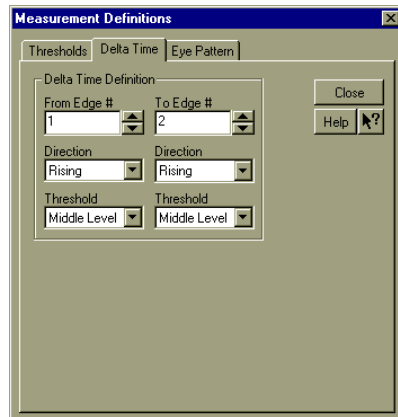 Measurement Definitions
Thresholds Delta Time Eye Pattern
Delta Time Definition
From Edge # To Edge #
1 2
Close
Help ?
Direction Direction
Rising Rising
Threshold Threshold
Middle Level Middle Level